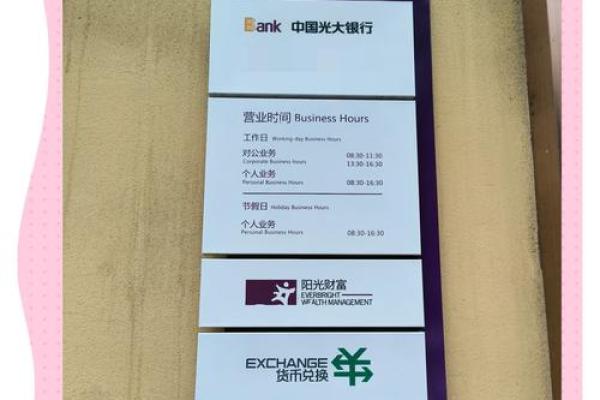 Bank 中国光大银行
营业时间 Business Hours
工作日 Working-day Business Hours
对公业务 08:30-11:30
Corporate Business hours 13:30-16:30
个人业务
Personal Business Hours 08:30-16:30
节假日 Holiday Business Hours
个人业务
Personal Business Hours 08:30-16:30
阳光财富
EVERBRIGHT
WEALTH MANAGEMENT
EXCHANGE
货币兑换